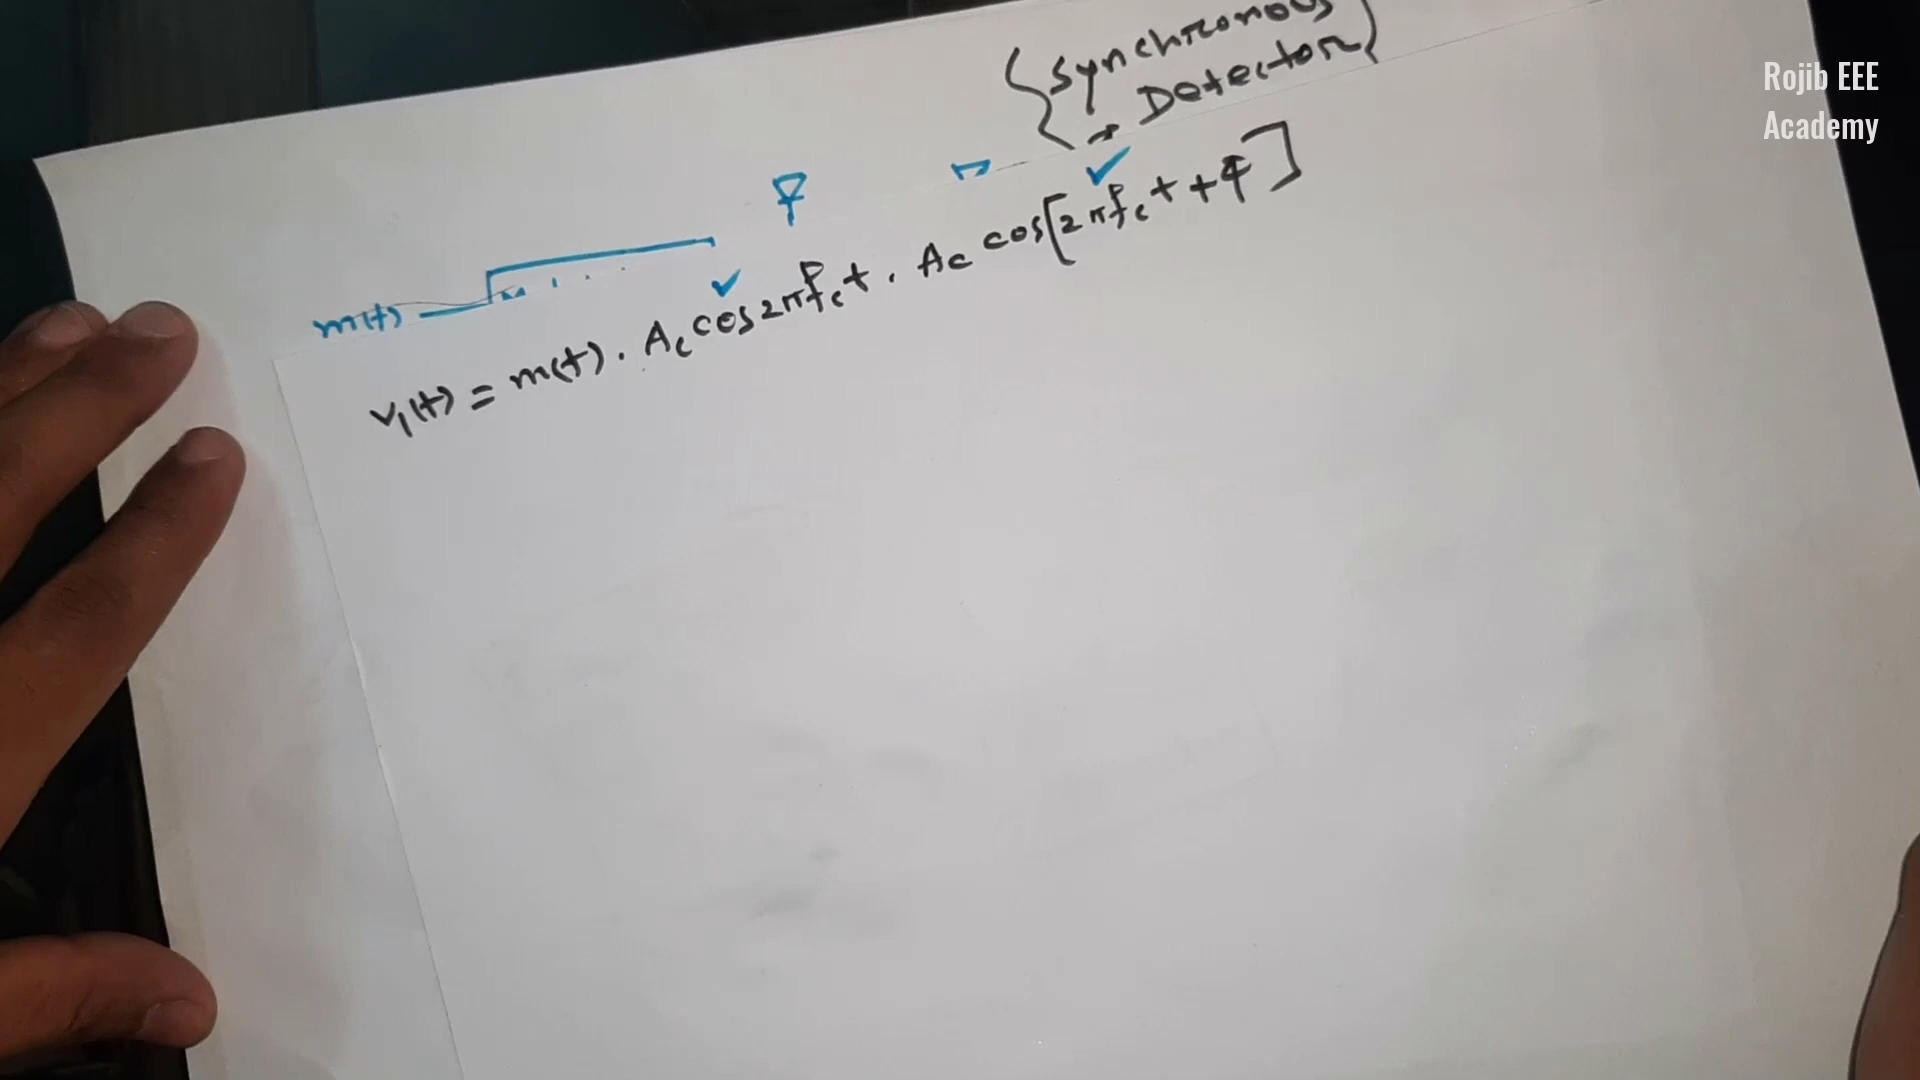 {Synchronous
→ Detector}
Rojib EEE
Academy
m(t)
v₁(t) = m(t) . Ac cos 2πfct . Ac cos[2πfct + φ]